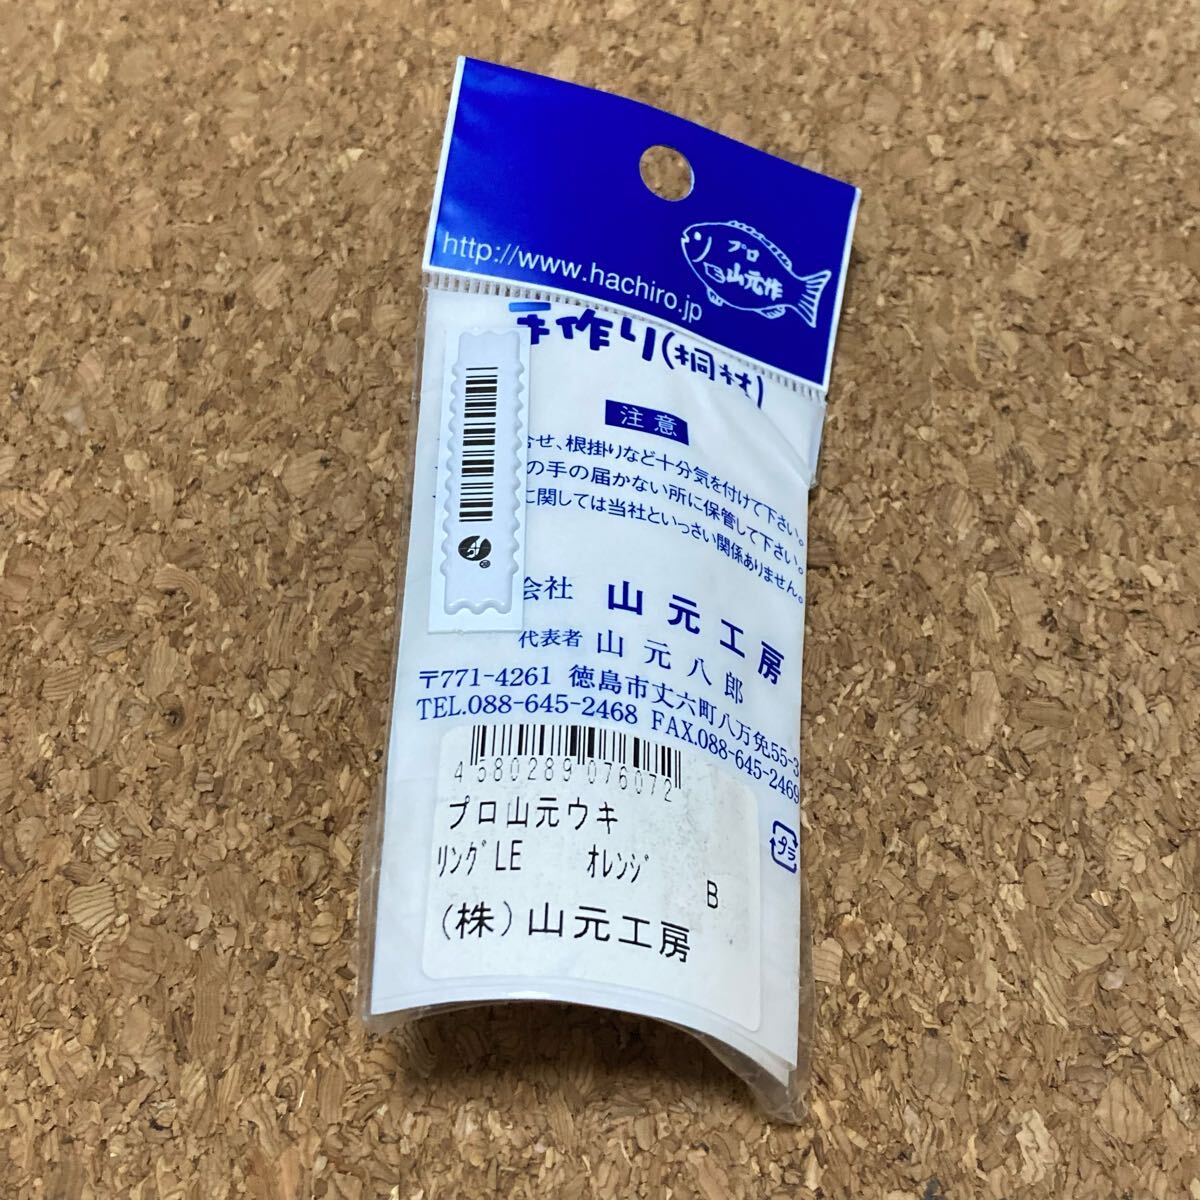 プロ
山元作
http://www.hachiro.jp
手作り(桐材)
注意
合せ、根掛りなど十分気を付けて下さい。
の手の届かない所に保管して下さい。
に関しては当社といっさい関係ありません。
会社 山元工房
代表者 山元八郎
〒771-4261 徳島市丈六町八万免55-3
TEL.088-645-2468 FAX.088-645-2469
4580289076072
プロ山元ウキ
リングLE オレンジ B
(株)山元工房
プラ